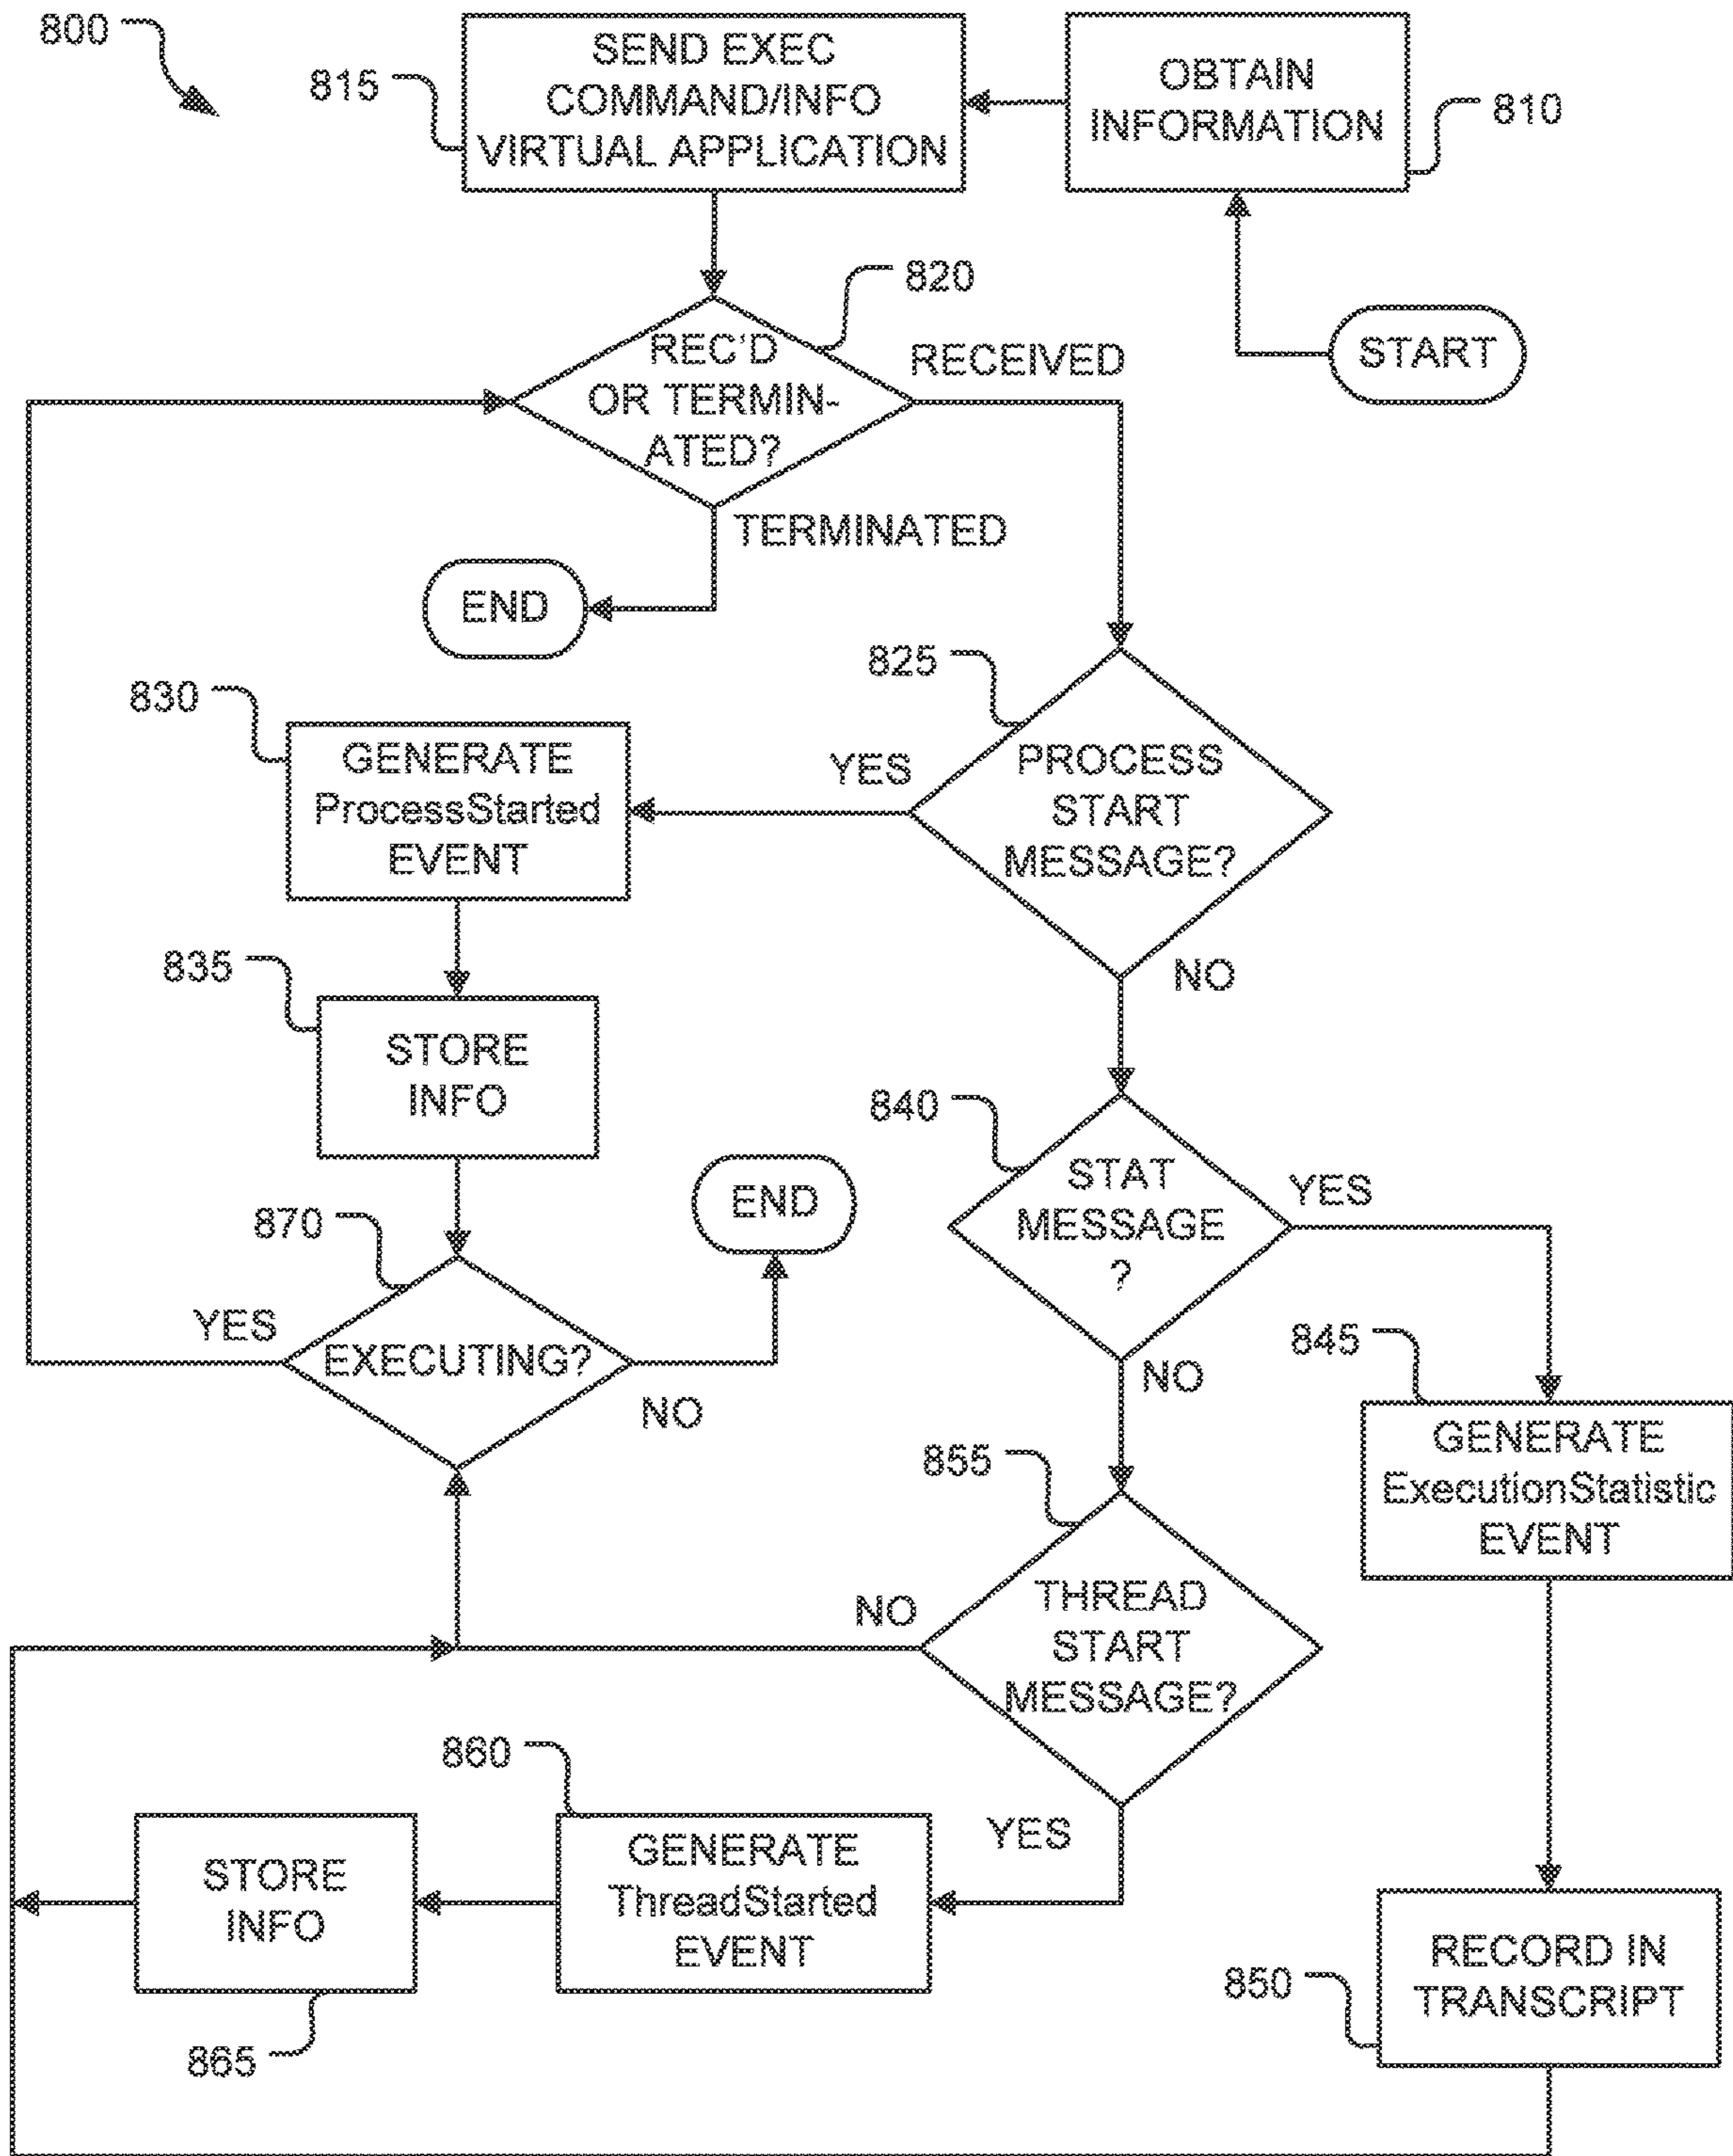 800
815
SEND EXEC
COMMAND/INFO
VIRTUAL APPLICATION
OBTAIN
INFORMATION
810
START
820
REC'D
OR TERMIN-
ATED?
RECEIVED
TERMINATED
END
825
PROCESS
START
MESSAGE?
YES
NO
830
GENERATE
ProcessStarted
EVENT
835
STORE
INFO
840
STAT
MESSAGE
?
YES
NO
END
870
EXECUTING?
YES
NO
845
GENERATE
ExecutionStatistic
EVENT
855
THREAD
START
MESSAGE?
NO
YES
860
GENERATE
ThreadStarted
EVENT
STORE
INFO
865
850
RECORD IN
TRANSCRIPT